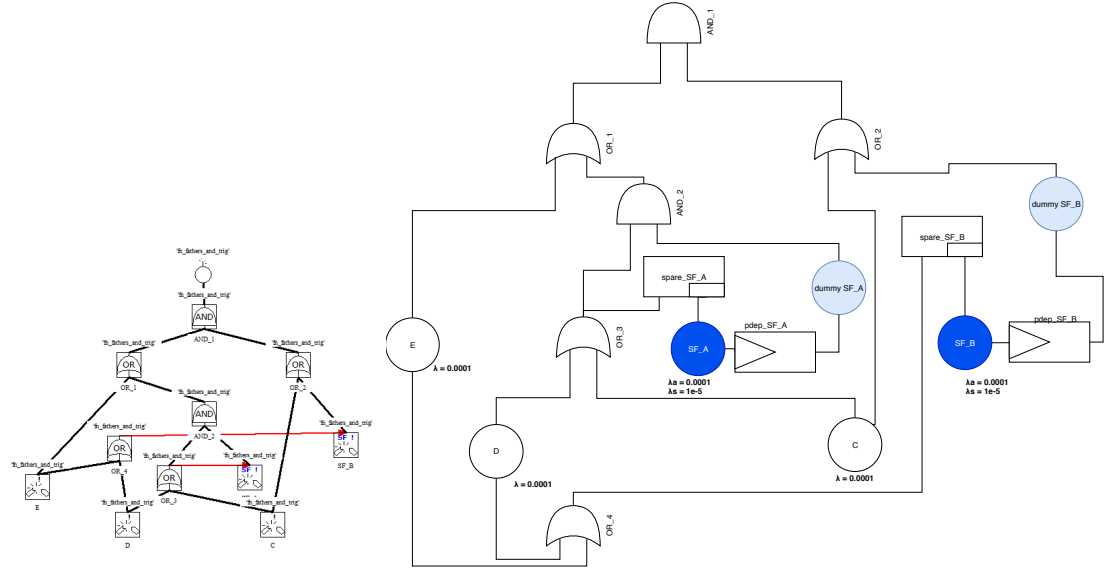 'fh_fathers_and_trig'
'fh_fathers_and_trig'
AND
AND_1
'fh_fathers_and_trig'
OR
OR_1
'fh_fathers_and_trig'
OR
OR_2
'fh_fathers_and_trig'
AND
AND_2
'fh_fathers_and_trig'
OR
OR_4
'fh_fathers_and_trig'
SF !
SF_B
'fh_fathers_and_trig'
OR
OR_3
'fh_fathers_and_trig'
SF !
'fh_fathers_and_trig'
E
'fh_fathers_and_trig'
D
'fh_fathers_and_trig'
C
AND_1
OR_1
OR_2
AND_2
dummy SF_B
spare_SF_B
spare_SF_A
dummy SF_A
OR_3
pdep_SF_A
pdep_SF_B
E
λ = 0.0001
SF_A
λa = 0.0001
λs = 1e-5
SF_B
λa = 0.0001
λs = 1e-5
D
λ = 0.0001
C
λ = 0.0001
OR_4